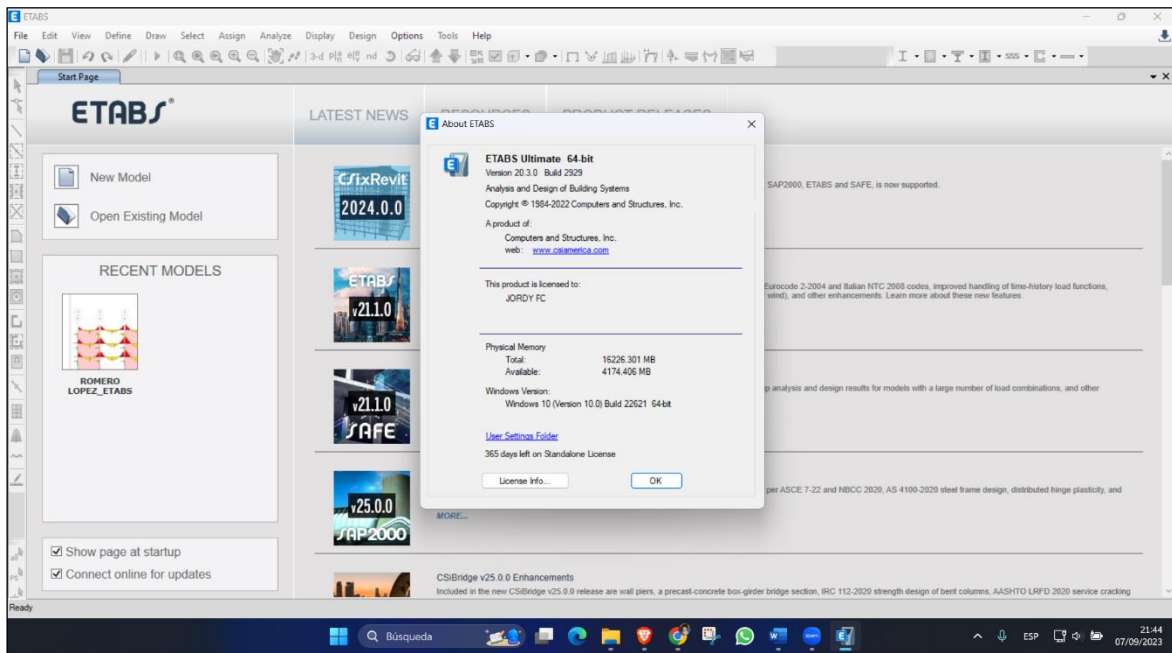 ETABS
File Edit View Define Draw Select Assign Analyze Display Design Options Tools Help
Start Page
ETABS®
LATEST NEWS
New Model
Open Existing Model
RECENT MODELS
ROMERO
LOPEZ_ETABS
Show page at startup
Connect online for updates
CSiXRevit
2024.0.0
SAP2000, ETABS and SAFE, is now supported.
ETABS
v21.1.0
Eurocode 2-2004 and Italian NTC 2008 codes, improved handling of time-history load functions,
wind), and other enhancements. Learn more about these new features.
v21.1.0
SAFE
analysis and design results for models with a large number of load combinations, and other
v25.0.0
SAP2000
per ASCE 7-22 and NBCC 2020, AS 4100-2020 steel frame design, distributed hinge plasticity, and
MORE...
CSiBridge v25.0.0 Enhancements
Included in the new CSiBridge v25.0.0 release are wall piers, a precast-concrete box-girder bridge section, IRC 112-2020 strength design of bent columns, AASHTO LRFD 2020 service cracking
About ETABS
ETABS Ultimate 64-bit
Version 20.3.0 Build 2929
Analysis and Design of Building Systems
Copyright © 1984-2022 Computers and Structures, Inc.
A product of:
Computers and Structures, Inc.
web: www.csiamerica.com
This product is licensed to:
JORDY FC
Physical Memory
Total: 16226.301 MB
Available: 4174.406 MB
Windows Version:
Windows 10 (Version 10.0) Build 22621 64-bit
User Settings Folder
365 days left on Standalone License
License Info...
OK
Ready
Búsqueda
ESP
21:44
07/09/2023